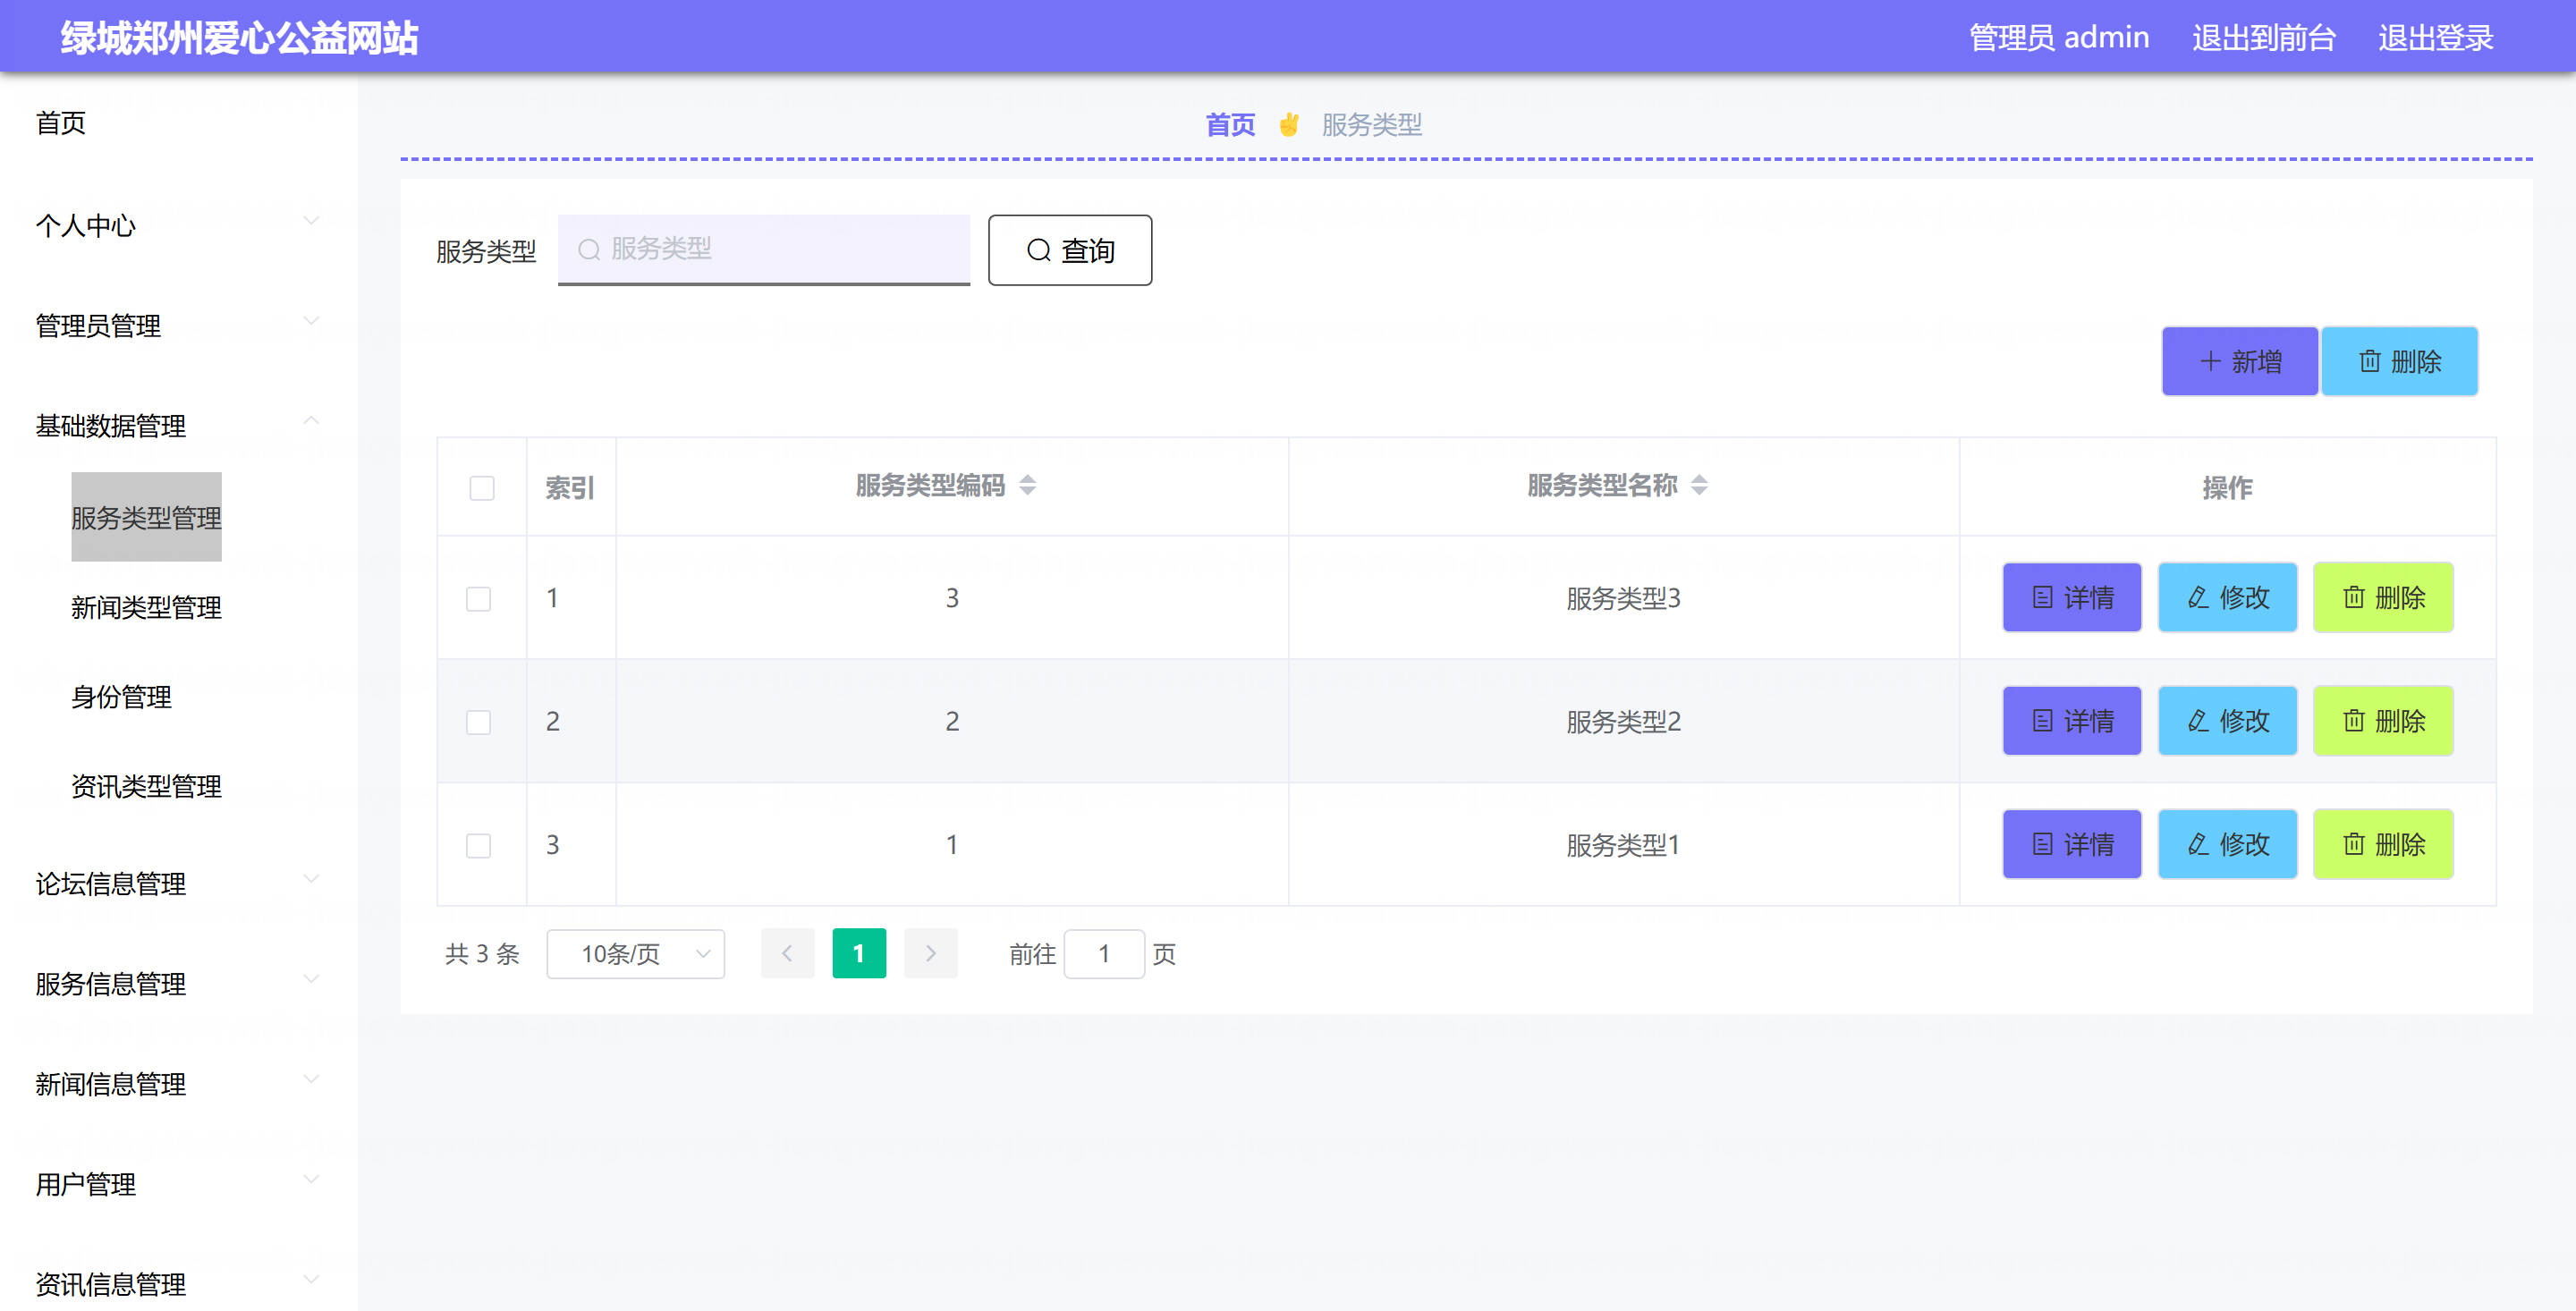 绿城郑州爱心公益网站
管理员 admin 退出到前台 退出登录
首页
个人中心
管理员管理
基础数据管理
服务类型管理
新闻类型管理
身份管理
资讯类型管理
论坛信息管理
服务信息管理
新闻信息管理
用户管理
资讯信息管理
首页 服务类型
服务类型 服务类型 查询
新增 删除
索引 服务类型编码 服务类型名称 操作
1 3 服务类型3 详情 修改 删除
2 2 服务类型2 详情 修改 删除
3 1 服务类型1 详情 修改 删除
共 3 条 10条/页 1 前往 1 页